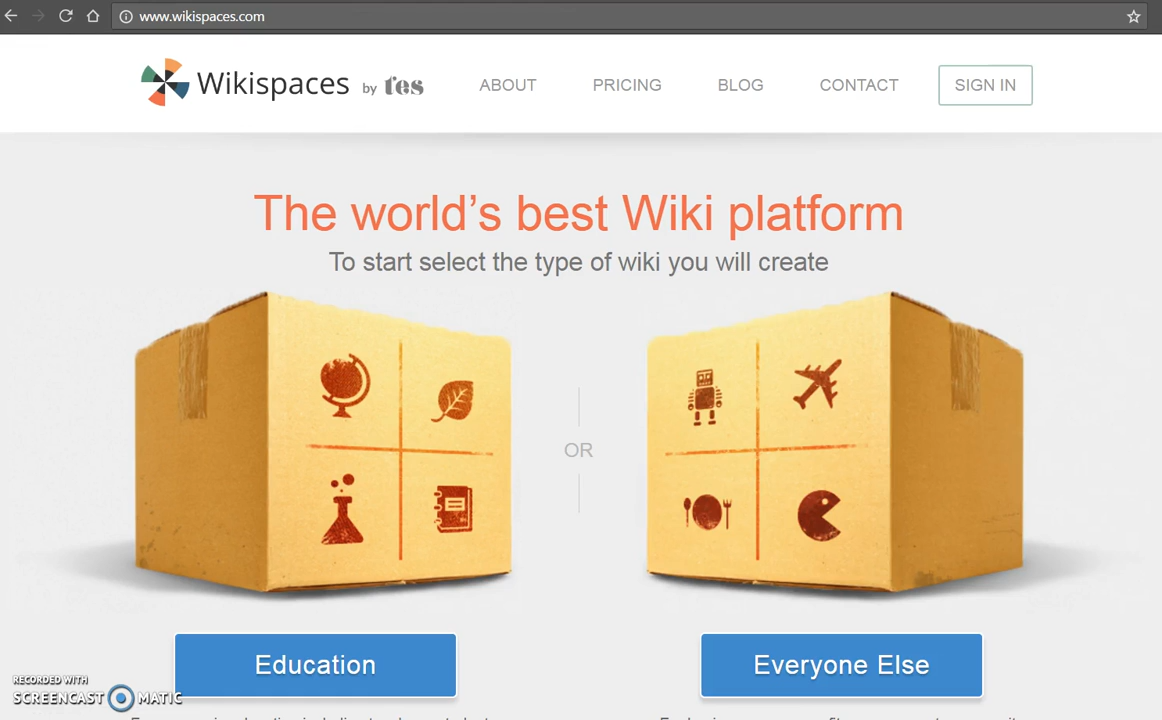 www.wikispaces.com
Wikispaces by tes
ABOUT PRICING BLOG CONTACT SIGN IN
The world's best Wiki platform
To start select the type of wiki you will create
OR
Education Everyone Else
RECORDED WITH
SCREENCAST MATIC